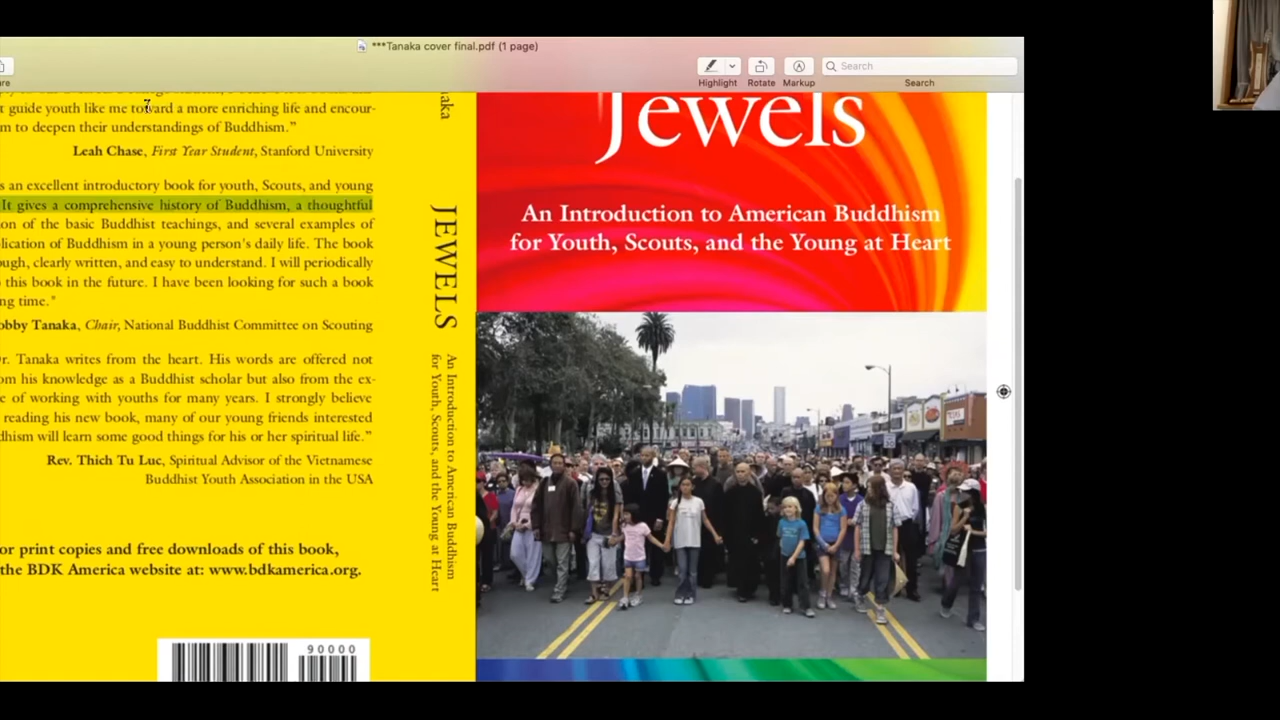 ***Tanaka cover final.pdf (1 page)
Search
Highlight
Rotate
Markup
Search
t guide youth like me toward a more enriching life and encour-
m to deepen their understandings of Buddhism.”
Leah Chase, First Year Student, Stanford University
s an excellent introductory book for youth, Scouts, and young
It gives a comprehensive history of Buddhism, a thoughtful
on of the basic Buddhist teachings, and several examples of
lication of Buddhism in a young person's daily life. The book
ough, clearly written, and easy to understand. I will periodically
this book in the future. I have been looking for such a book
ng time."
obby Tanaka, Chair, National Buddhist Committee on Scouting
r. Tanaka writes from the heart. His words are offered not
om his knowledge as a Buddhist scholar but also from the ex-
e of working with youths for many years. I strongly believe
reading his new book, many of our young friends interested
dhism will learn some good things for his or her spiritual life.”
Rev. Thich Tu Luc, Spiritual Advisor of the Vietnamese
Buddhist Youth Association in the USA
or print copies and free downloads of this book,
the BDK America website at: www.bdkamerica.org.
90000
aka
JEWELS
An Introduction to American Buddhism
for Youth, Scouts, and the Young at Heart
Jewels
An Introduction to American Buddhism
for Youth, Scouts, and the Young at Heart